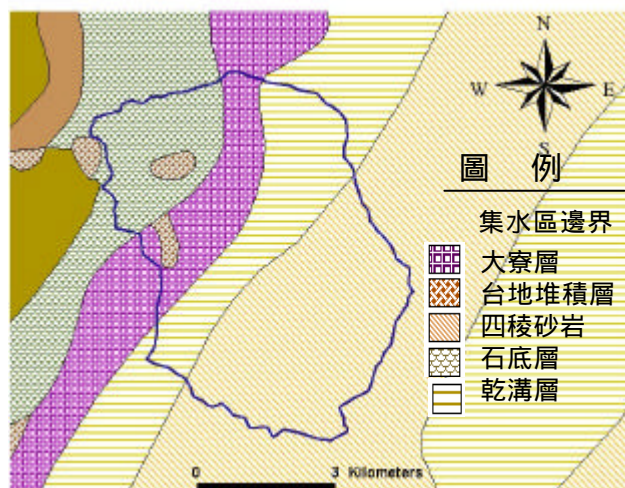 N
W E
S
圖 例
集水區邊界
大寮層
台地堆積層
四稜砂岩
石底層
乾溝層
0 3 Kilometers